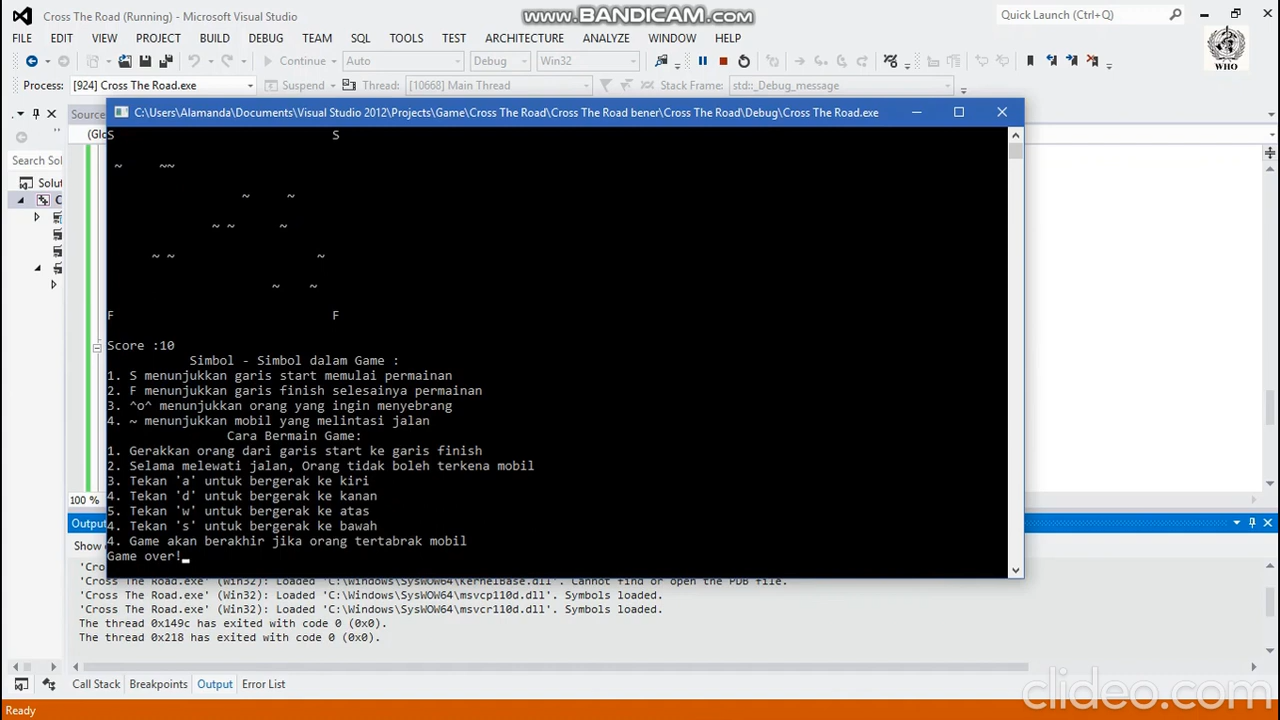 Cross The Road (Running) - Microsoft Visual Studio
www.BANDICAM.com
Quick Launch (Ctrl+Q)
FILE EDIT VIEW PROJECT BUILD DEBUG TEAM SQL TOOLS TEST ARCHITECTURE ANALYZE WINDOW HELP
WHO
Continue Auto Debug Win32
Process: [924] Cross The Road.exe Suspend Thread: [10668] Main Thread Stack Frame: std::_Debug_message
C:\Users\Alamanda\Documents\Visual Studio 2012\Projects\Game\Cross The Road\Cross The Road bener\Cross The Road\Debug\Cross The Road.exe
Search Sol
S S
~ ~~
~ ~
~ ~ ~
~ ~ ~
~ ~
F F
Score :10
Simbol - Simbol dalam Game :
1. S menunjukkan garis start memulai permainan
2. F menunjukkan garis finish selesainya permainan
3. ^o^ menunjukkan orang yang ingin menyebrang
4. ~ menunjukkan mobil yang melintasi jalan
Cara Bermain Game:
1. Gerakkan orang dari garis start ke garis finish
2. Selama melewati jalan, Orang tidak boleh terkena mobil
3. Tekan 'a' untuk bergerak ke kiri
4. Tekan 'd' untuk bergerak ke kanan
5. Tekan 'w' untuk bergerak ke atas
4. Tekan 's' untuk bergerak ke bawah
4. Game akan berakhir jika orang tertabrak mobil
Game over!
100 %
Output
'Cross The Road.exe' (Win32): Loaded 'C:\Windows\SysWOW64\KernelBase.dll'. Cannot find or open the PDB file.
'Cross The Road.exe' (Win32): Loaded 'C:\Windows\SysWOW64\msvcp110d.dll'. Symbols loaded.
'Cross The Road.exe' (Win32): Loaded 'C:\Windows\SysWOW64\msvcr110d.dll'. Symbols loaded.
The thread 0x149c has exited with code 0 (0x0).
The thread 0x218 has exited with code 0 (0x0).
Call Stack Breakpoints Output Error List
clideo.com
Ready